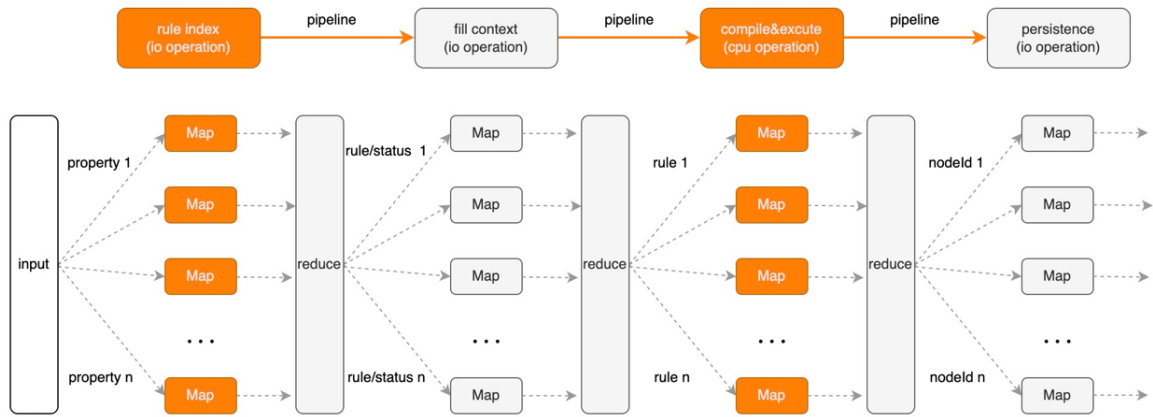 rule index
(io operation)
pipeline
fill context
(io operation)
pipeline
compile&excute
(cpu operation)
pipeline
persistence
(io operation)
Map
Map
Map
Map
property 1
rule/status 1
rule 1
nodeId 1
Map
Map
Map
Map
input
reduce
reduce
reduce
Map
Map
Map
Map
...
...
...
...
property n
rule/status n
rule n
nodeId n
Map
Map
Map
Map